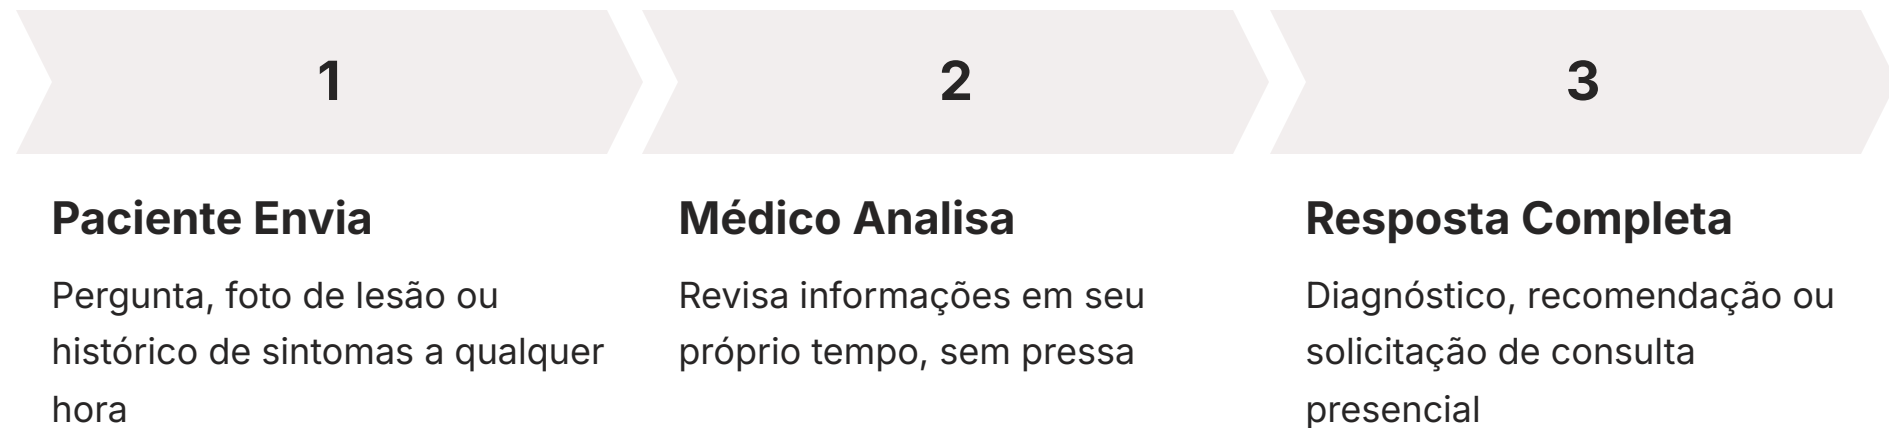 1
2
3
Paciente Envia
Pergunta, foto de lesão ou
histórico de sintomas a qualquer
hora
Médico Analisa
Revisa informações em seu
próprio tempo, sem pressa
Resposta Completa
Diagnóstico, recomendação ou
solicitação de consulta
presencial